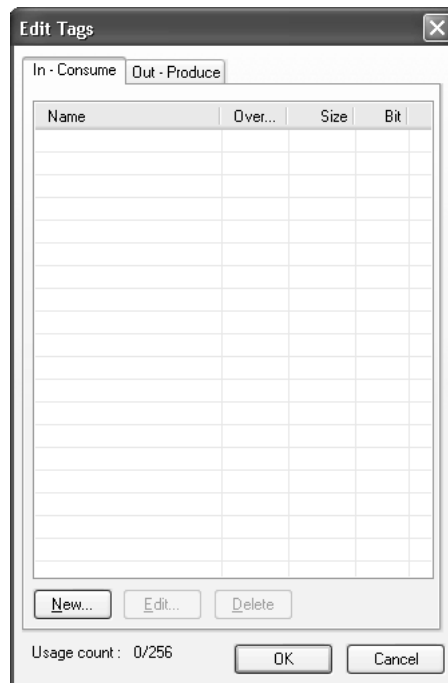 Edit Tags
In - Consume Out - Produce
Name Over... Size Bit
New... Edit... Delete
Usage count : 0/256 OK Cancel